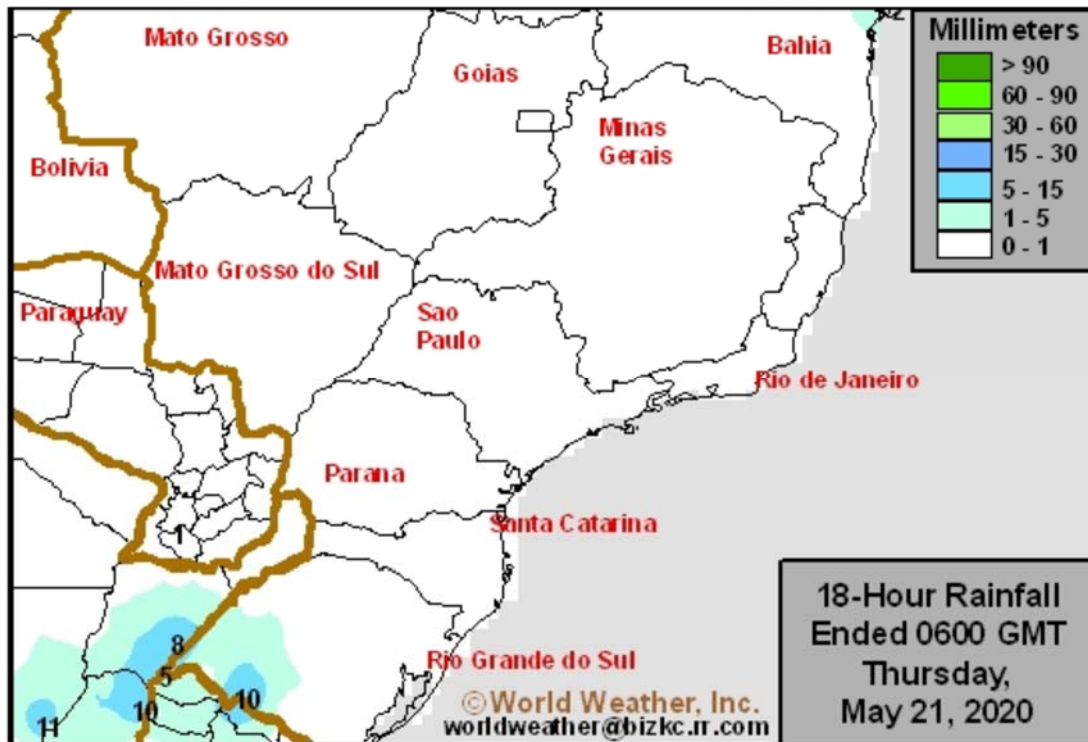 Mato Grosso
Goias
Bahia
Millimeters
> 90
60 - 90
30 - 60
15 - 30
5 - 15
1 - 5
0 - 1
Minas
Gerais
Bolivia
Mato Grosso do Sul
Paraguay
Sao
Paulo
Rio de Janeiro
Parana
Santa Catarina
1
18-Hour Rainfall
Ended 0600 GMT
Thursday,
May 21, 2020
8
5
Rio Grande do Sul
10
10
11
©World Weather, Inc.
worldweather@bizkc.rr.com